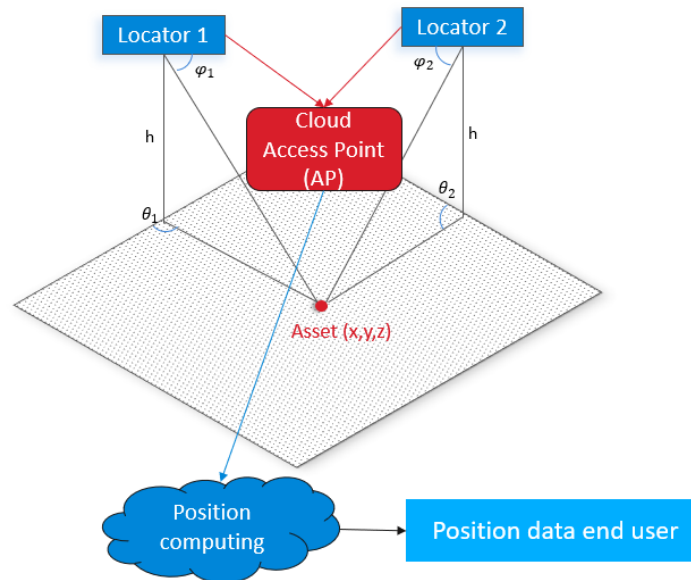 Locator 1
Locator 2
φ₁
φ₂
Cloud
Access Point
(AP)
h
h
θ₁
θ₂
Asset (x,y,z)
Position
computing
Position data end user